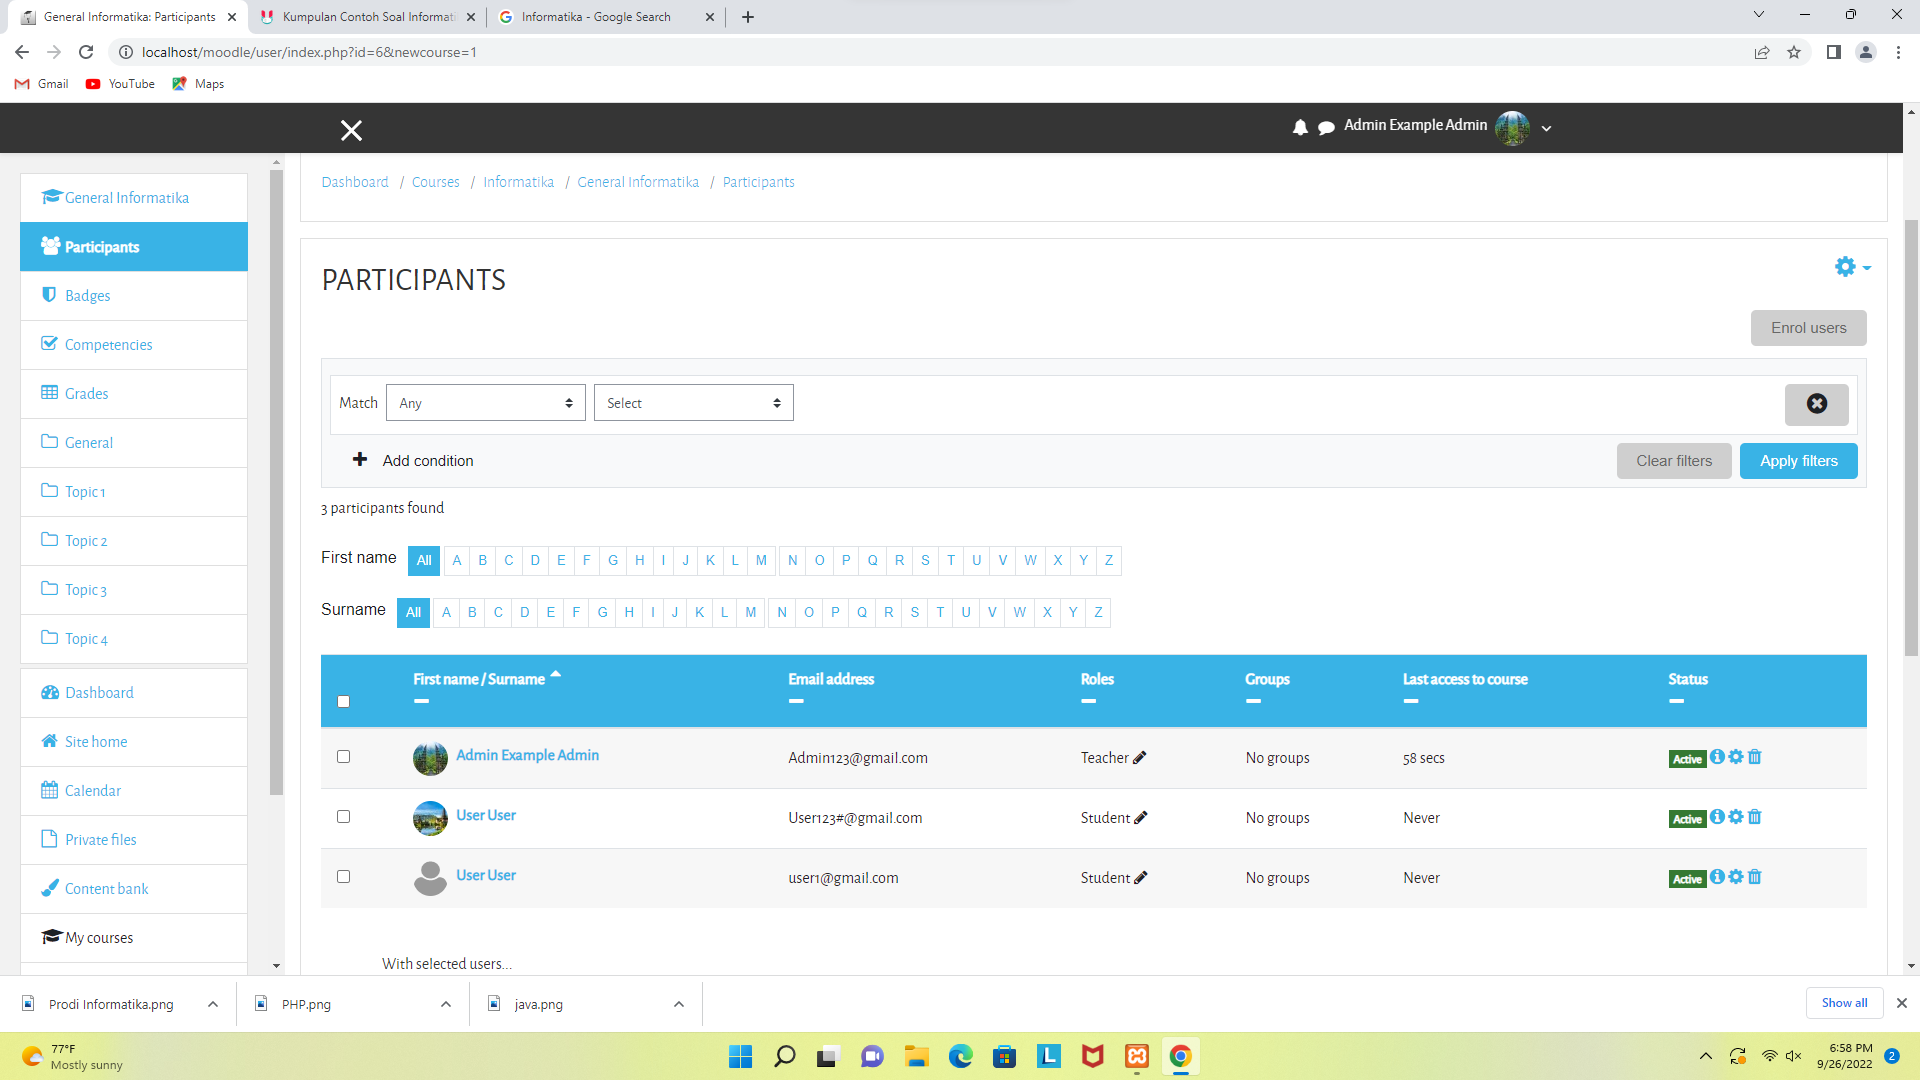 General Informatika: Participants
Kumpulan Contoh Soal Informati
Informatika - Google Search
localhost/moodle/user/index.php?id=6&newcourse=1
Gmail
YouTube
Maps
Admin Example Admin
Dashboard / Courses / Informatika / General Informatika / Participants
General Informatika
Participants
Badges
Competencies
Grades
General
Topic 1
Topic 2
Topic 3
Topic 4
Dashboard
Site home
Calendar
Private files
Content bank
My courses
PARTICIPANTS
Enrol users
Match Any Select
Add condition
Clear filters Apply filters
3 participants found
First name All A B C D E F G H I J K L M N O P Q R S T U V W X Y Z
Surname All A B C D E F G H I J K L M N O P Q R S T U V W X Y Z
First name / Surname Email address Roles Groups Last access to course Status
Admin Example Admin Admin123@gmail.com Teacher No groups 58 secs Active
User User User123#@gmail.com Student No groups Never Active
User User user1@gmail.com Student No groups Never Active
With selected users...
Prodi Informatika.png
PHP.png
java.png
Show all
77°F
Mostly sunny
6:58 PM
9/26/2022
2